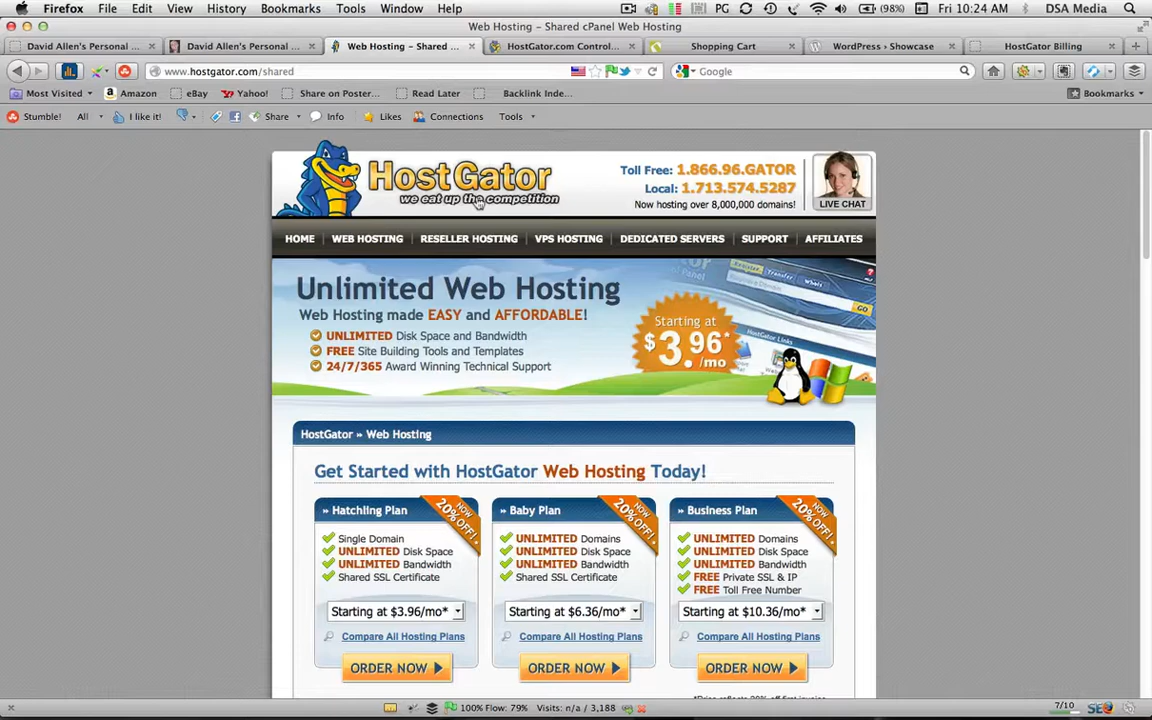 Firefox File Edit View History Bookmarks Tools Window Help PG (98%) Fri 10:24 AM DSA Media
Web Hosting – Shared cPanel Web Hosting
David Allen's Personal ... David Allen's Personal ... Web Hosting – Shared ... HostGator.com Control... Shopping Cart WordPress › Showcase HostGator Billing
www.hostgator.com/shared Google
Most Visited Amazon eBay Yahoo! Share on Poster... Read Later Backlink Inde... Bookmarks
Stumble! All I like it! Share Info Likes Connections Tools
HostGator
we eat up the competition
Toll Free: 1.866.96.GATOR
Local: 1.713.574.5287
Now hosting over 8,000,000 domains!
LIVE CHAT
HOME WEB HOSTING RESELLER HOSTING VPS HOSTING DEDICATED SERVERS SUPPORT AFFILIATES
Unlimited Web Hosting
Web Hosting made EASY and AFFORDABLE!
UNLIMITED Disk Space and Bandwidth
FREE Site Building Tools and Templates
24/7/365 Award Winning Technical Support
Starting at
$3.96*
/mo
Register Transfer Whois
GO
HostGator Links
HostGator » Web Hosting
Get Started with HostGator Web Hosting Today!
» Hatchling Plan
NOW 20% OFF!
Single Domain
UNLIMITED Disk Space
UNLIMITED Bandwidth
Shared SSL Certificate
Starting at $3.96/mo*
Compare All Hosting Plans
ORDER NOW
» Baby Plan
NOW 20% OFF!
UNLIMITED Domains
UNLIMITED Disk Space
UNLIMITED Bandwidth
Shared SSL Certificate
Starting at $6.36/mo*
Compare All Hosting Plans
ORDER NOW
» Business Plan
NOW 20% OFF!
UNLIMITED Domains
UNLIMITED Disk Space
UNLIMITED Bandwidth
FREE Private SSL & IP
FREE Toll Free Number
Starting at $10.36/mo*
Compare All Hosting Plans
ORDER NOW
100% Flow: 79% Visits: n/a / 3,188 7/10 SEO